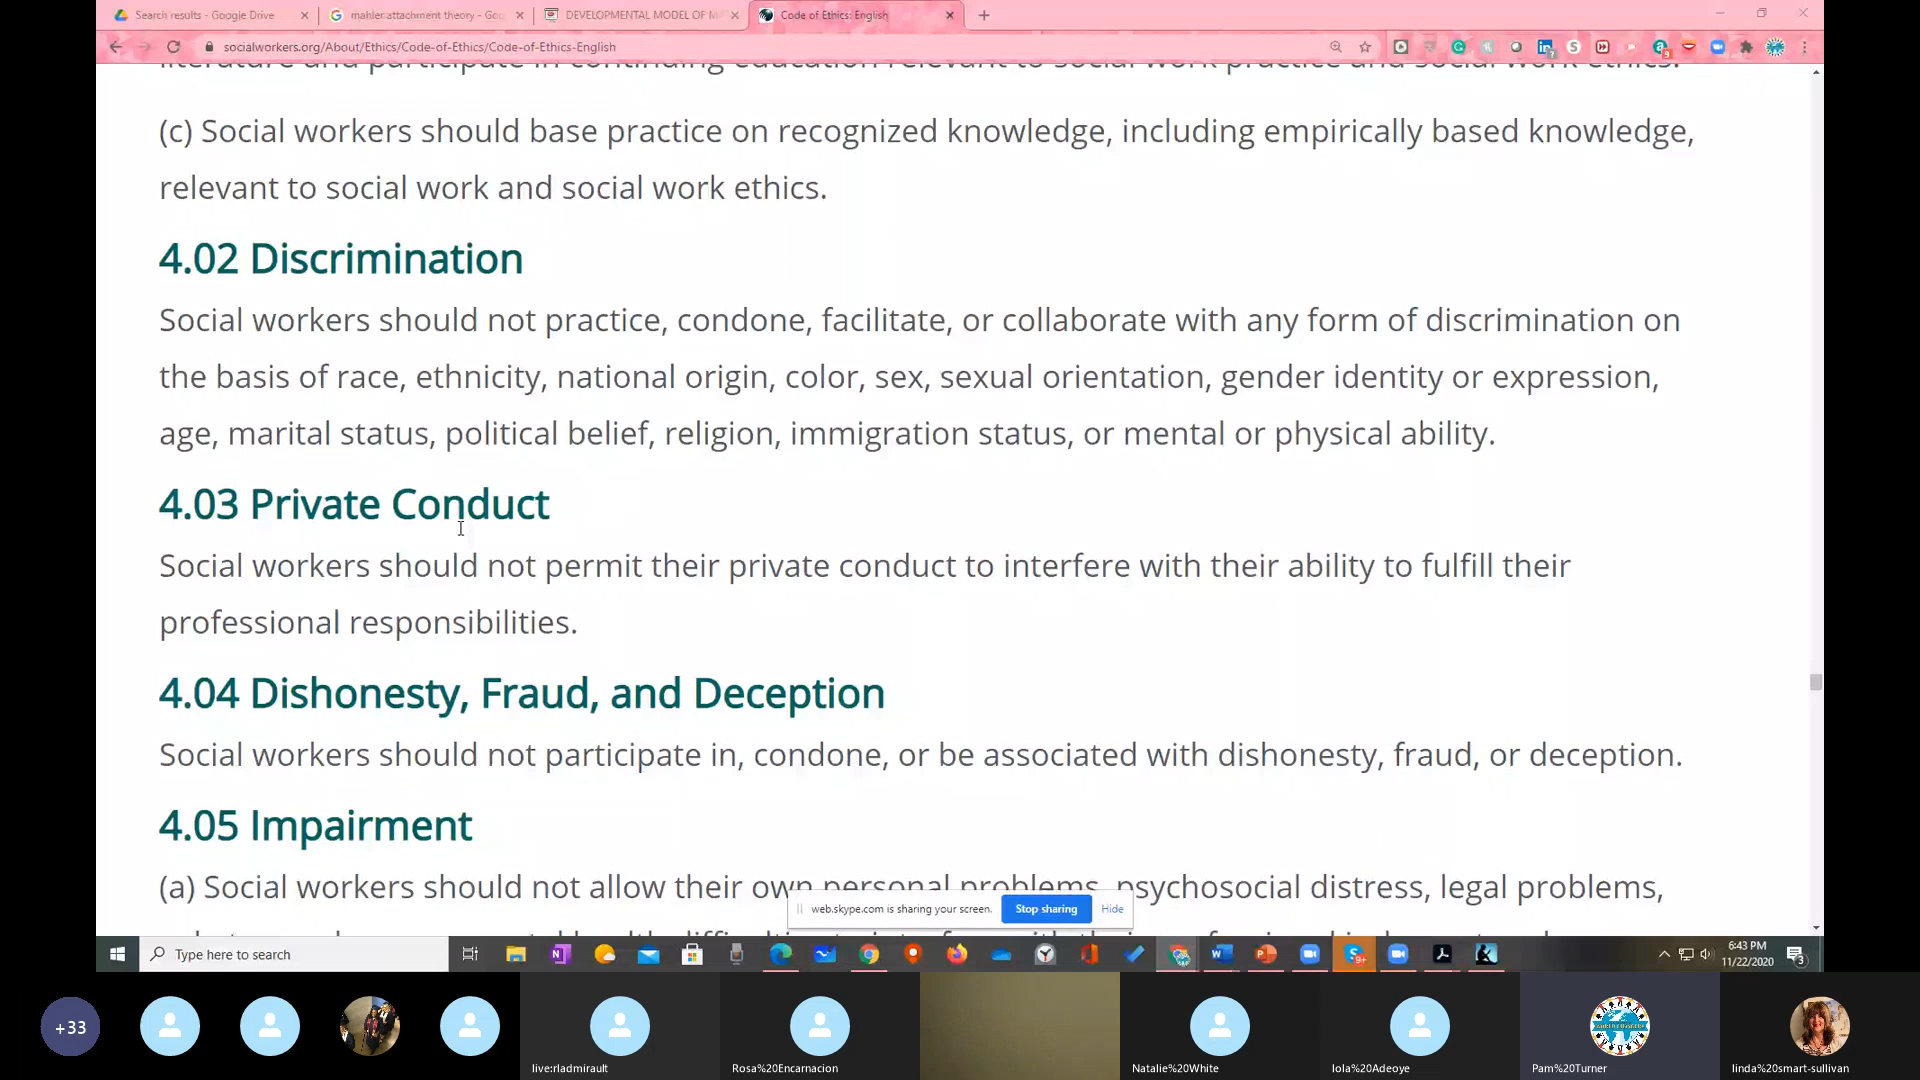 Search results - Google Drive
mahler attachment theory - Goo
DEVELOPMENTAL MODEL OF M
Code of Ethics: English
socialworkers.org/About/Ethics/Code-of-Ethics/Code-of-Ethics-English
literature and participate in continuing education relevant to social work practice and social work ethics.
(c) Social workers should base practice on recognized knowledge, including empirically based knowledge,
relevant to social work and social work ethics.
4.02 Discrimination
Social workers should not practice, condone, facilitate, or collaborate with any form of discrimination on
the basis of race, ethnicity, national origin, color, sex, sexual orientation, gender identity or expression,
age, marital status, political belief, religion, immigration status, or mental or physical ability.
4.03 Private Conduct
Social workers should not permit their private conduct to interfere with their ability to fulfill their
professional responsibilities.
4.04 Dishonesty, Fraud, and Deception
Social workers should not participate in, condone, or be associated with dishonesty, fraud, or deception.
4.05 Impairment
(a) Social workers should not allow their own personal problems, psychosocial distress, legal problems,
web.skype.com is sharing your screen.
Stop sharing
Hide
Type here to search
6:43 PM
11/22/2020
+33
live:rladmirault
Rosa%20Encarnacion
Natalie%20White
lola%20Adeoye
Pam%20Turner
linda%20smart-sullivan